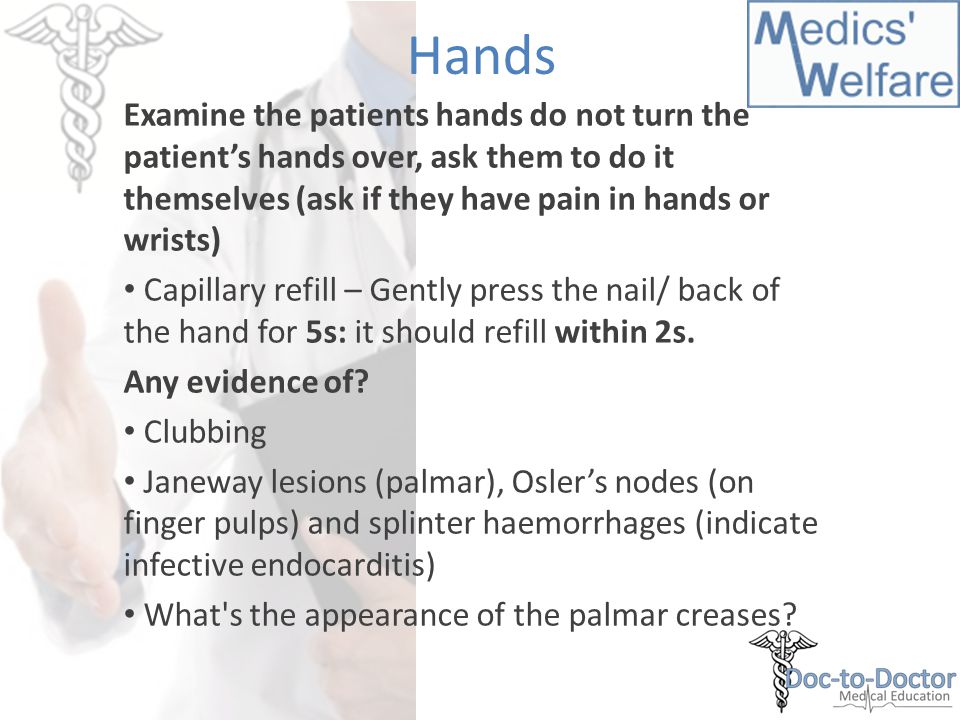 Hands
Medics'
Welfare
Examine the patients hands do not turn the
patient’s hands over, ask them to do it
themselves (ask if they have pain in hands or
wrists)
• Capillary refill – Gently press the nail/ back of
the hand for 5s: it should refill within 2s.
Any evidence of?
• Clubbing
• Janeway lesions (palmar), Osler’s nodes (on
finger pulps) and splinter haemorrhages (indicate
infective endocarditis)
• What's the appearance of the palmar creases?
Doc-to-Doctor
Medical Education